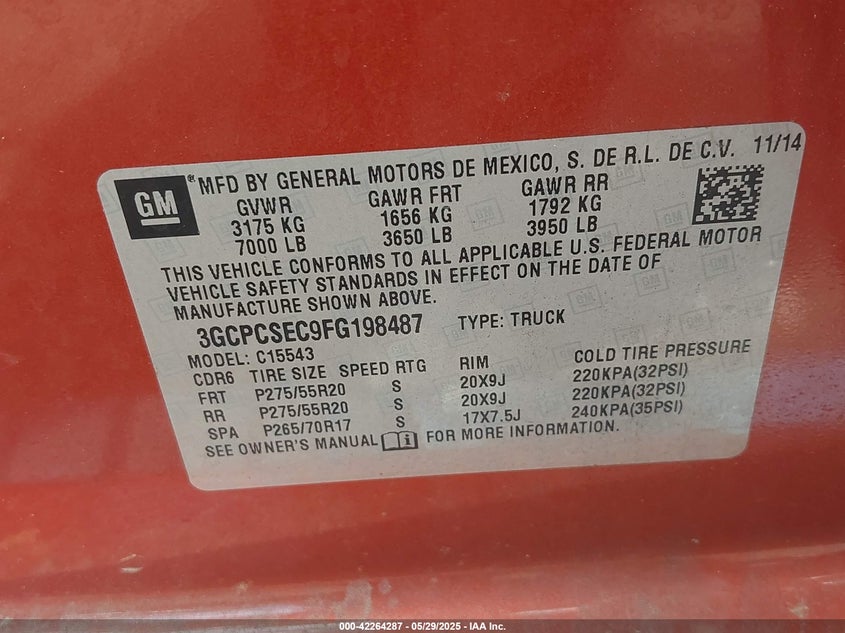 GM ® MFD BY GENERAL MOTORS DE MEXICO, S. DE R.L. DE C.V. 11/14
GVWR GAWR FRT GAWR RR
3175 KG 1656 KG 1792 KG
7000 LB 3650 LB 3950 LB
THIS VEHICLE CONFORMS TO ALL APPLICABLE U.S. FEDERAL MOTOR
VEHICLE SAFETY STANDARDS IN EFFECT ON THE DATE OF
MANUFACTURE SHOWN ABOVE.
3GCPCSEC9FG198487 TYPE: TRUCK
MODEL: C15543
CDR6 TIRE SIZE SPEED RTG RIM COLD TIRE PRESSURE
FRT P275/55R20 S 20X9J 220KPA(32PSI)
RR P275/55R20 S 20X9J 220KPA(32PSI)
SPA P265/70R17 S 17X7.5J 240KPA(35PSI)
SEE OWNER'S MANUAL FOR MORE INFORMATION.
000-42264287 - 05/29/2025 - IAA Inc.